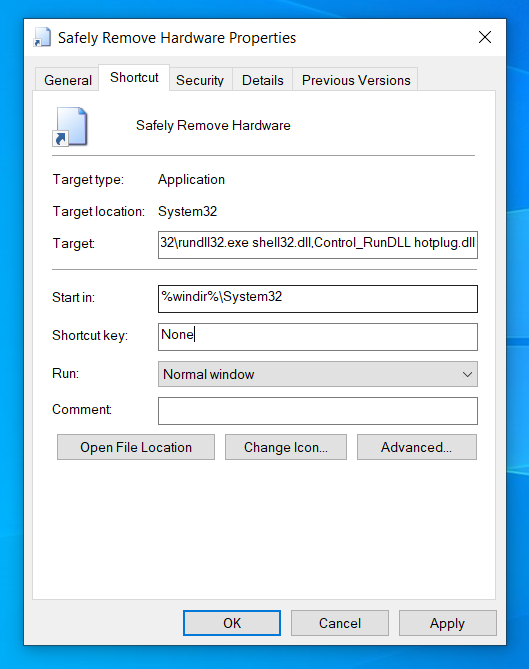 Safely Remove Hardware Properties
General Shortcut Security Details Previous Versions
Safely Remove Hardware
Target type: Application
Target location: System32
Target: 32\rundll32.exe shell32.dll,Control_RunDLL hotplug.dll
Start in: %windir%\System32
Shortcut key: None
Run: Normal window
Comment:
Open File Location Change Icon... Advanced...
OK Cancel Apply